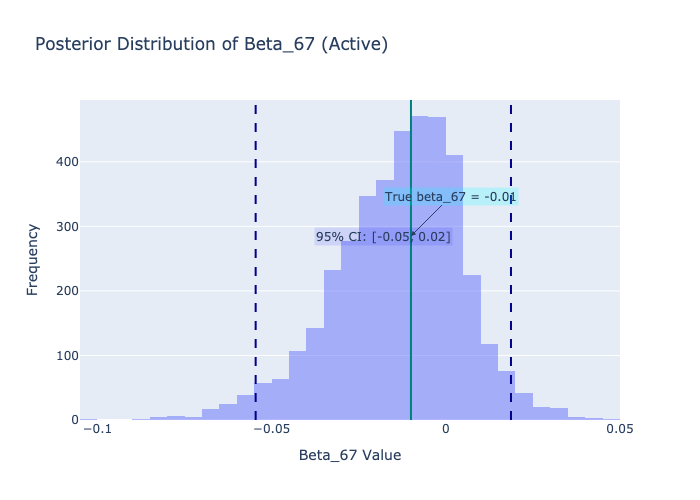 Posterior Distribution of Beta_67 (Active)
Frequency
400
300
200
100
0
True beta_67 = -0.01
95% CI: [-0.05, 0.02]
−0.1
−0.05
0
0.05
Beta_67 Value